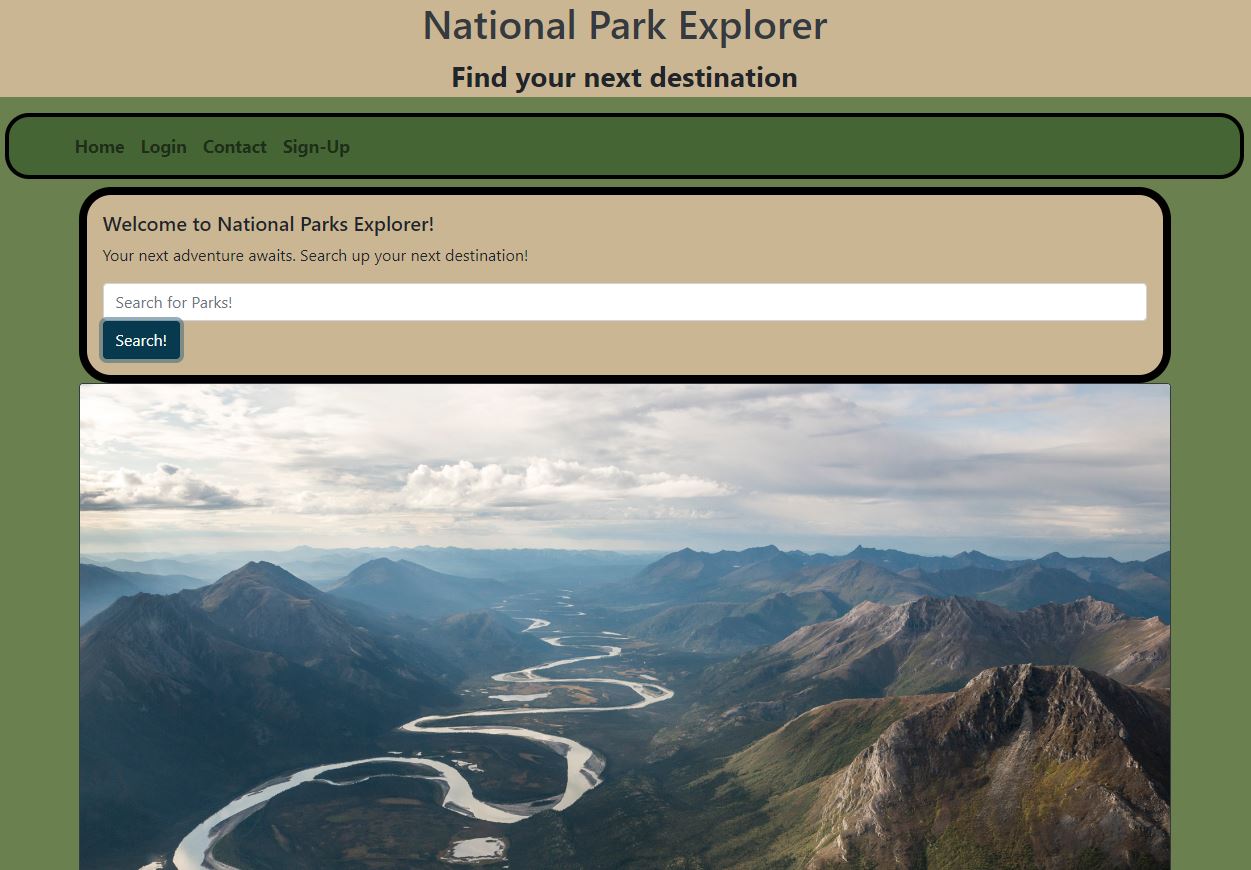 National Park Explorer
Find your next destination
Home Login Contact Sign-Up
Welcome to National Parks Explorer!
Your next adventure awaits. Search up your next destination!
Search for Parks!
Search!